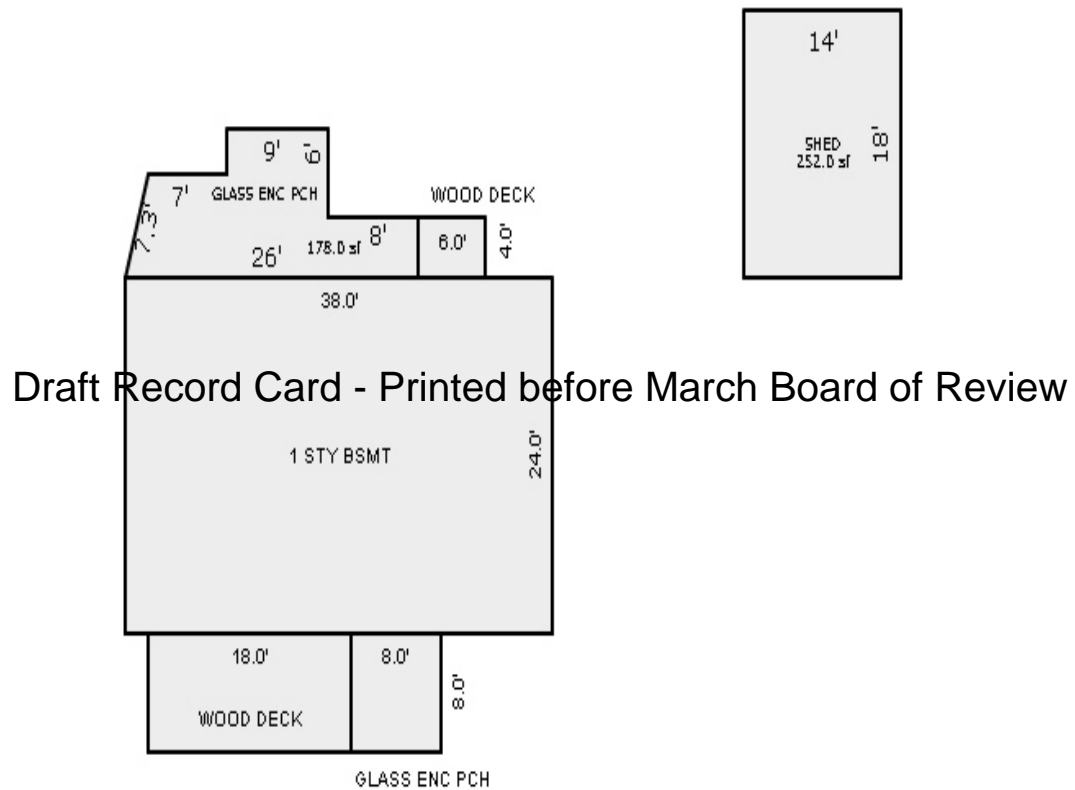 14'
SHED
252.0 sf
18'
9'
6'
7'
GLASS ENC PCH
WOOD DECK
7.3'
26'
178.0 sf
8'
6.0'
4.0'
38.0'
Draft Record Card - Printed before March Board of Review
1 STY BSMT
24.0'
18.0'
8.0'
8.0'
WOOD DECK
GLASS ENC PCH